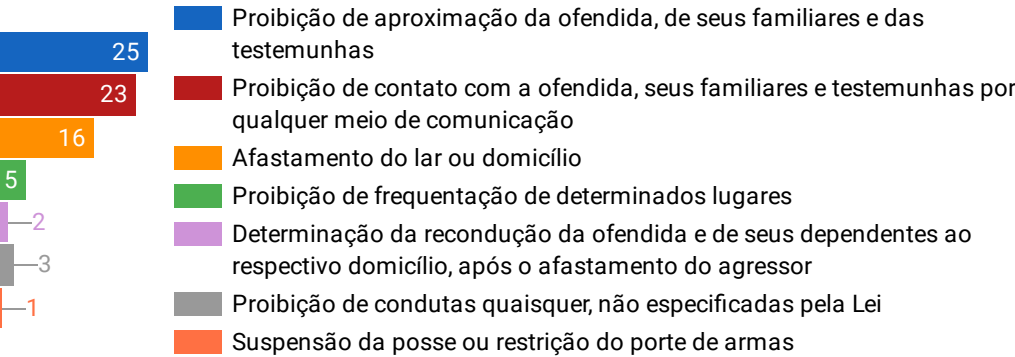 25
23
16
5
2
3
1
Proibição de aproximação da ofendida, de seus familiares e das
testemunhas
Proibição de contato com a ofendida, seus familiares e testemunhas por
qualquer meio de comunicação
Afastamento do lar ou domicílio
Proibição de frequentação de determinados lugares
Determinação da recondução da ofendida e de seus dependentes ao
respectivo domicílio, após o afastamento do agressor
Proibição de condutas quaisquer, não especificadas pela Lei
Suspensão da posse ou restrição do porte de armas